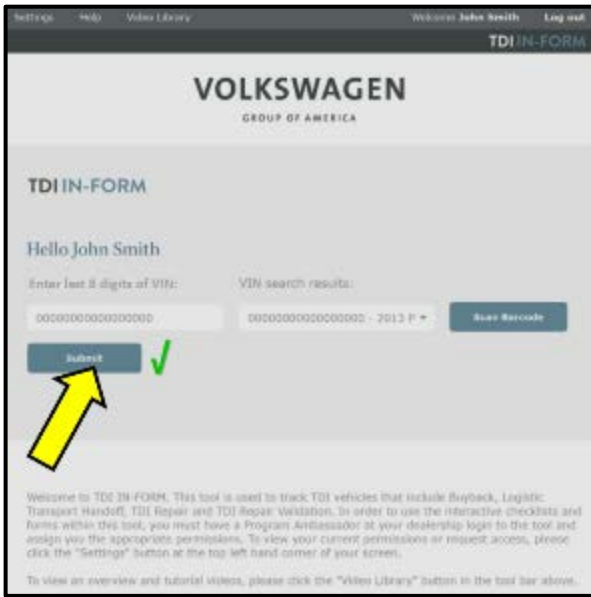 Settings Help Video Library Welcome John Smith Log out
TDI IN-FORM
VOLKSWAGEN
GROUP OF AMERICA
TDI IN-FORM
Hello John Smith
Enter last 8 digits of VIN: VIN search results:
00000000000000000 00000000000000000 - 2013 P Scan Barcode
Submit √
Welcome to TDI IN-FORM. This tool is used to track TDI vehicles that include Buyback, Logistic
Transport Handoff, TDI Repair and TDI Repair Validation. In order to use the interactive checklists and
forms within this tool, you must have a Program Ambassador at your dealership login to the tool and
assign you the appropriate permissions. To view your current permissions or request access, please
click the "Settings" button at the top left hand corner of your screen.
To view an overview and tutorial videos, please click the "Video Library" button in the tool bar above.